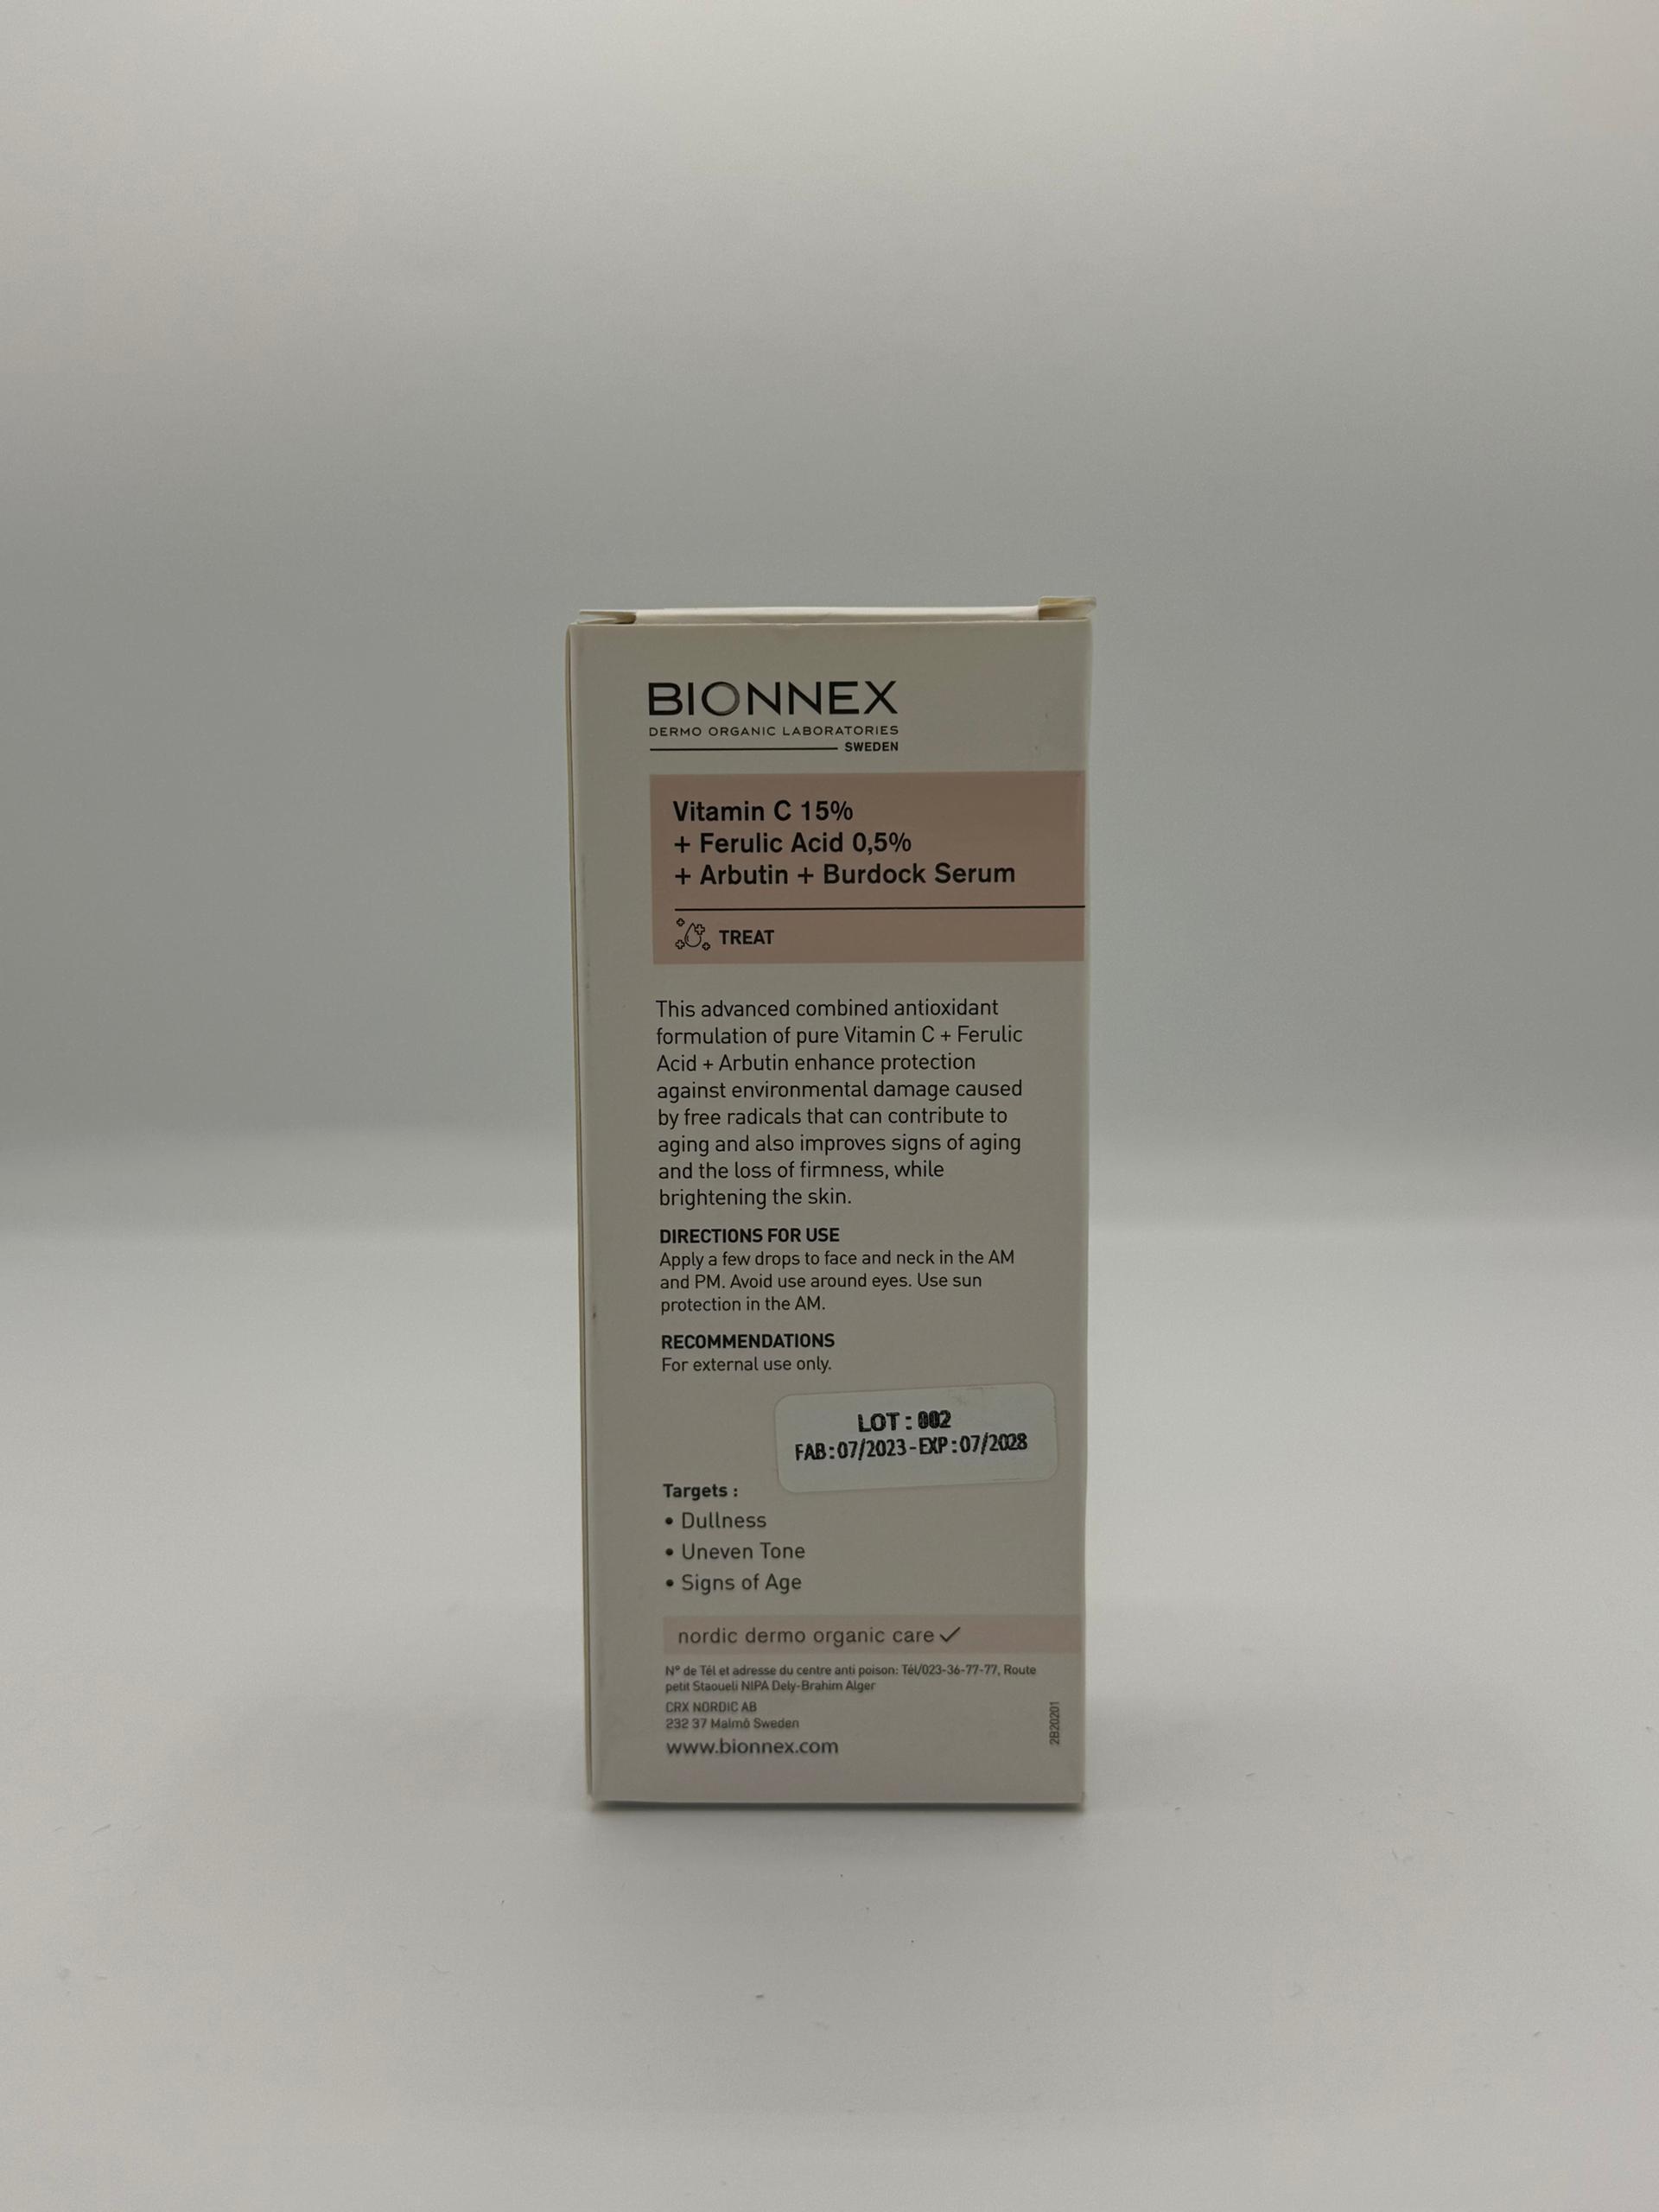 BIONNEX
DERMO ORGANIC LABORATORIES
SWEDEN
Vitamin C 15%
+ Ferulic Acid 0,5%
+ Arbutin + Burdock Serum
TREAT
This advanced combined antioxidant
formulation of pure Vitamin C + Ferulic
Acid + Arbutin enhance protection
against environmental damage caused
by free radicals that can contribute to
aging and also improves signs of aging
and the loss of firmness, while
brightening the skin.
DIRECTIONS FOR USE
Apply a few drops to face and neck in the AM
and PM. Avoid use around eyes. Use sun
protection in the AM.
RECOMMENDATIONS
For external use only.
LOT : 002
FAB : 07/2023 - EXP : 07/2028
Targets :
• Dullness
• Uneven Tone
• Signs of Age
nordic dermo organic care ✓
N° de Tél et adresse du centre anti poison: Tél/023-36-77-77, Route
petit Staoueli NIPA Dely-Brahim Alger
CRX NORDIC AB
232 37 Malmö Sweden
www.bionnex.com
2B20201